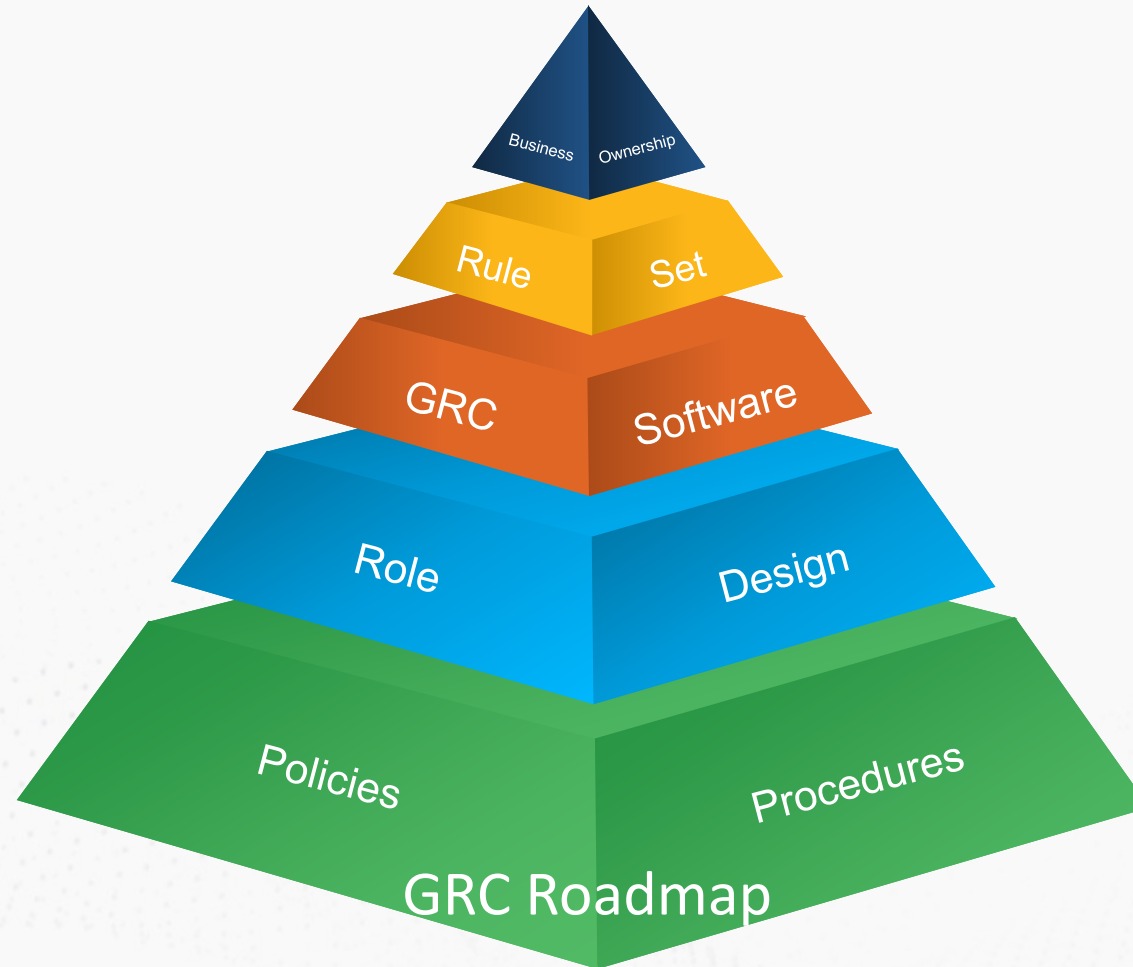 Business Ownership
Rule Set
GRC Software
Role Design
Policies Procedures
GRC Roadmap